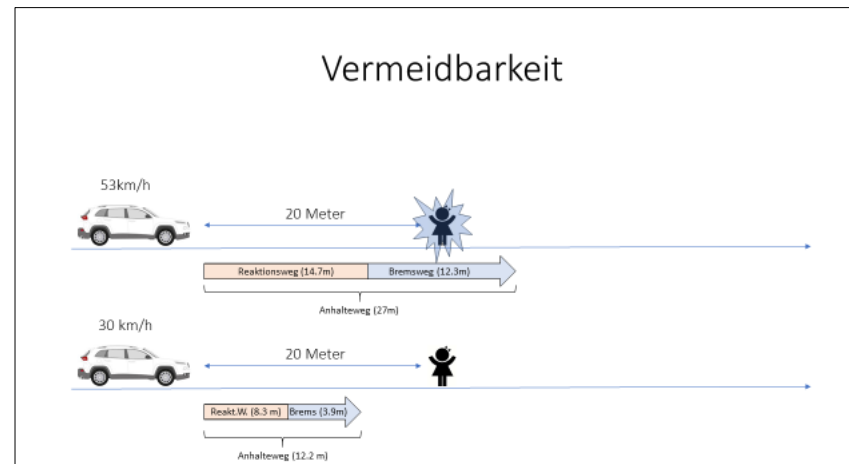 Vermeidbarkeit
53km/h
20 Meter
Reaktionsweg (14.7m)
Bremsweg (12.3m)
Anhalteweg (27m)
30 km/h
20 Meter
Reakt.W. (8.3 m)
Brems (3.9m)
Anhalteweg (12.2 m)